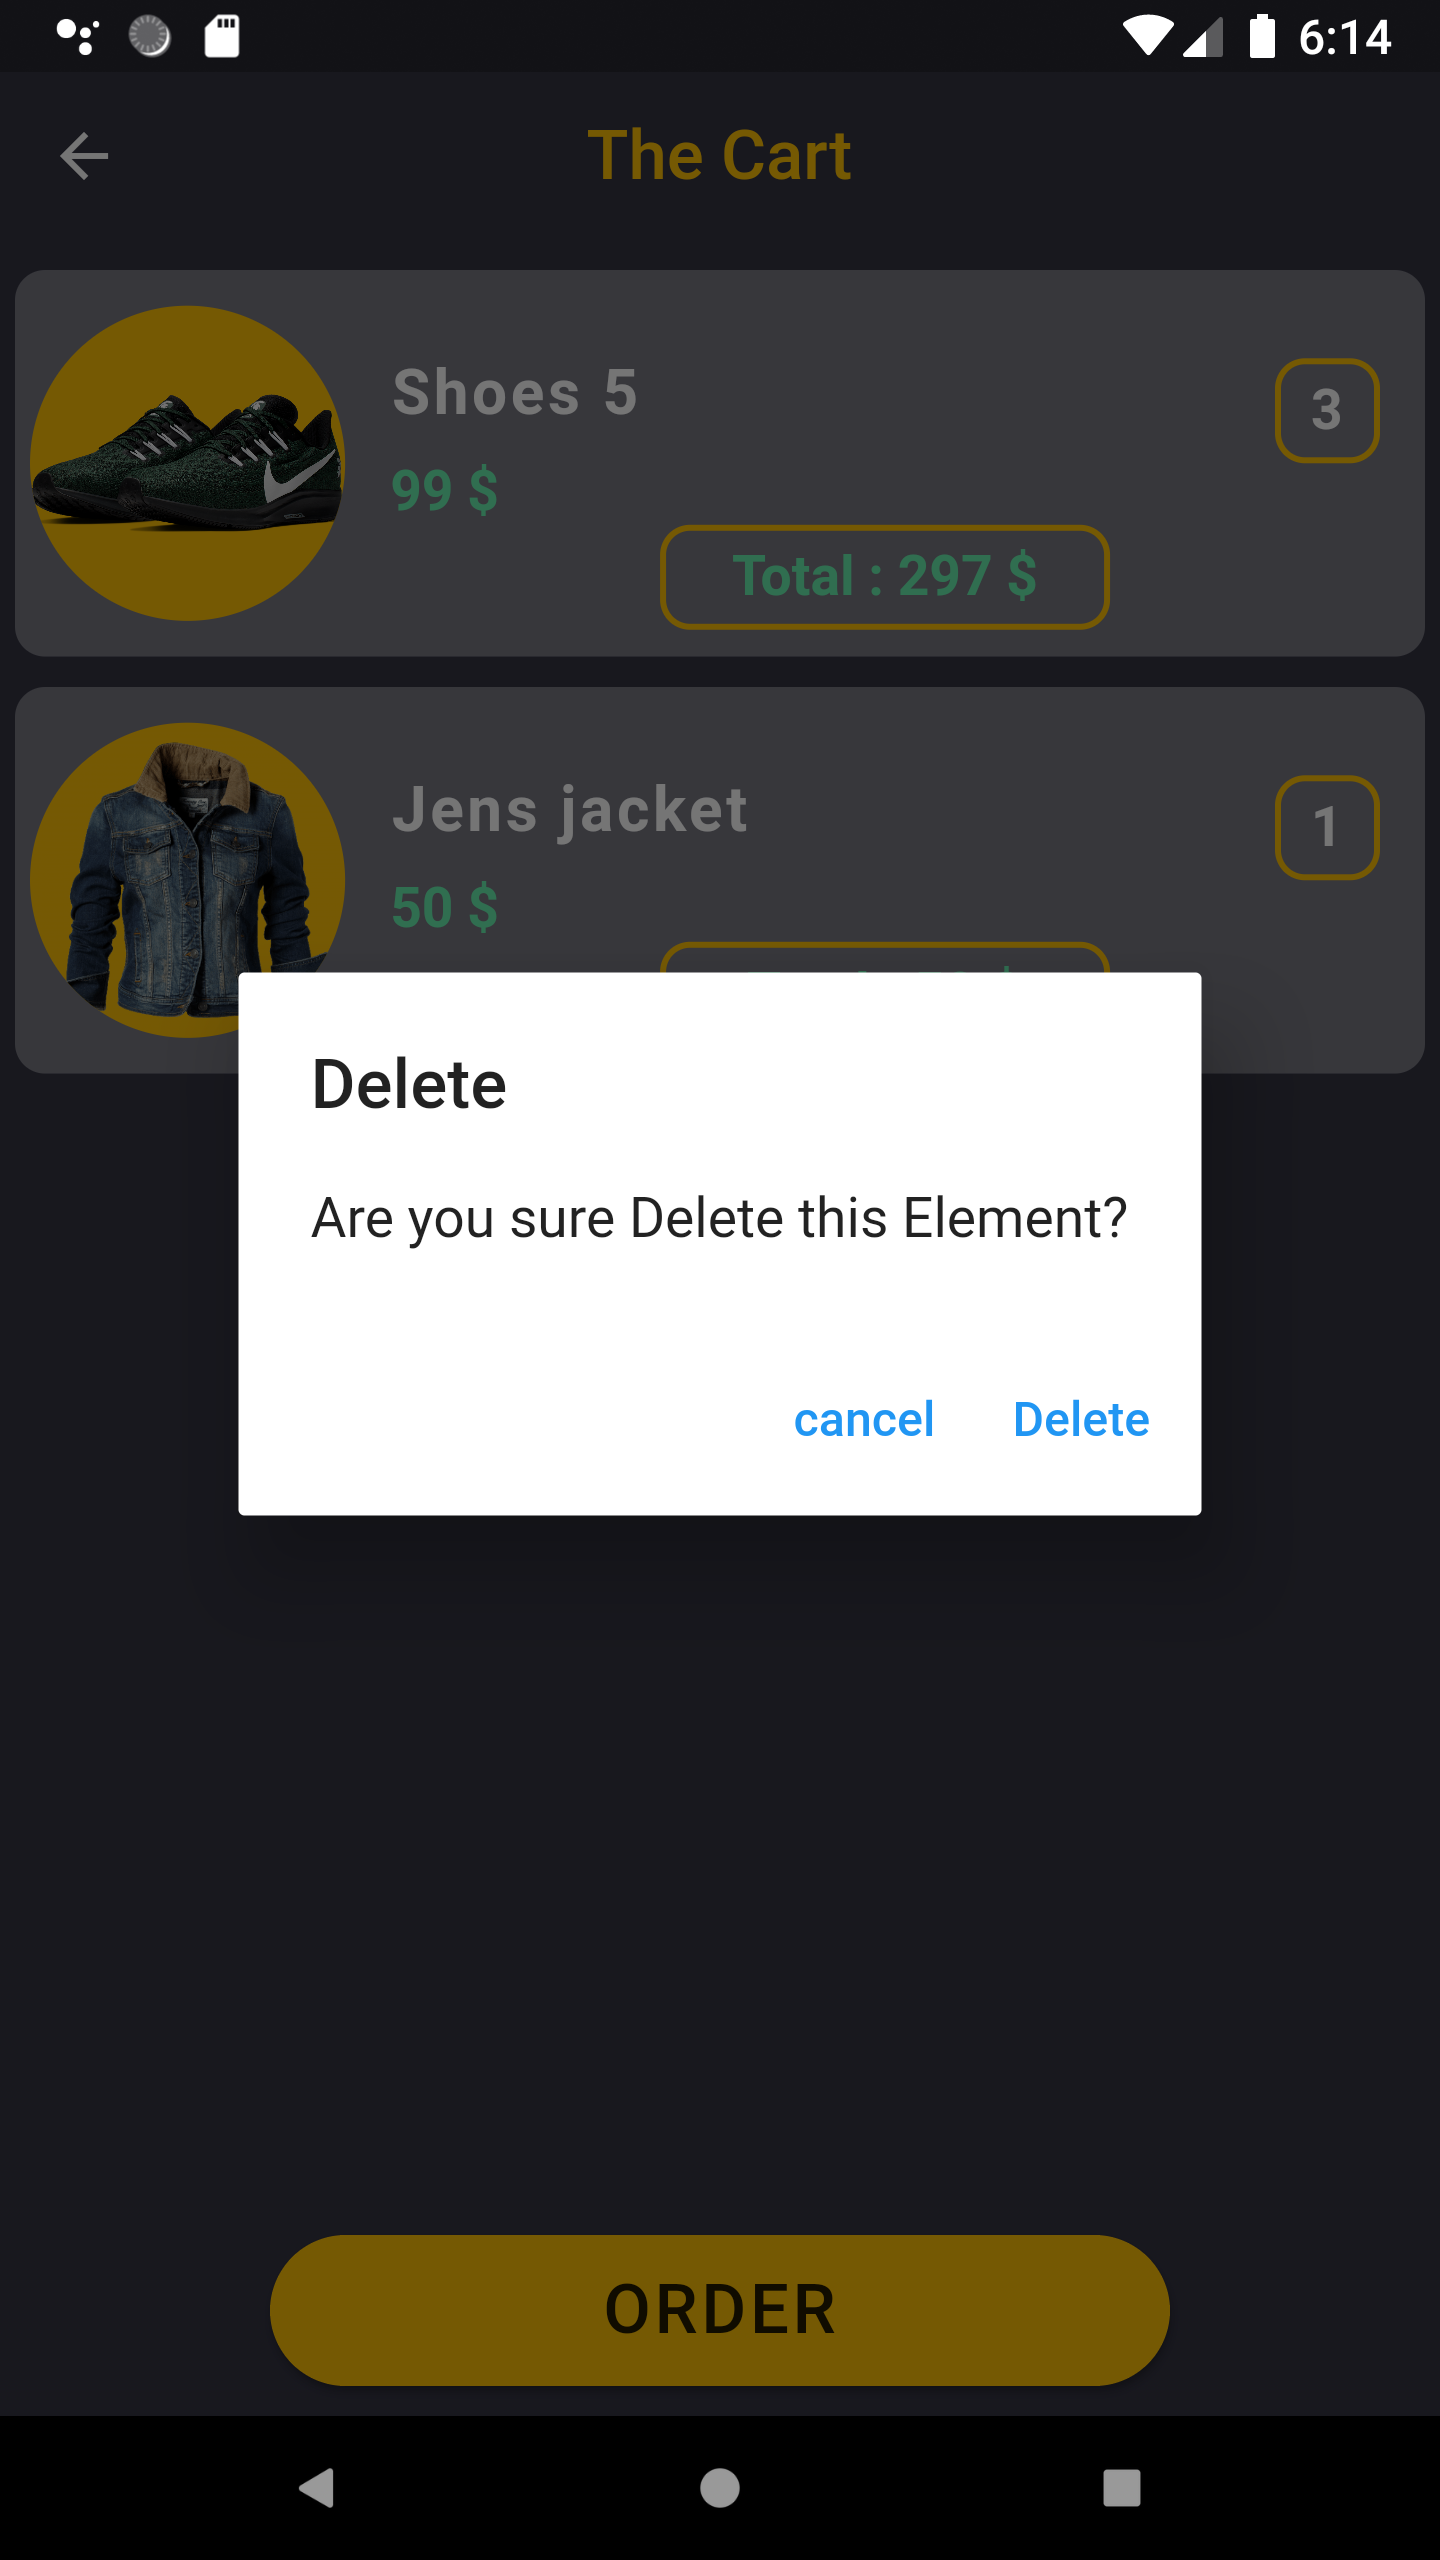 6:14
The Cart
Shoes 5
3
99 $
Total : 297 $
Jens jacket
1
50 $
Delete
Are you sure Delete this Element?
cancel Delete
ORDER